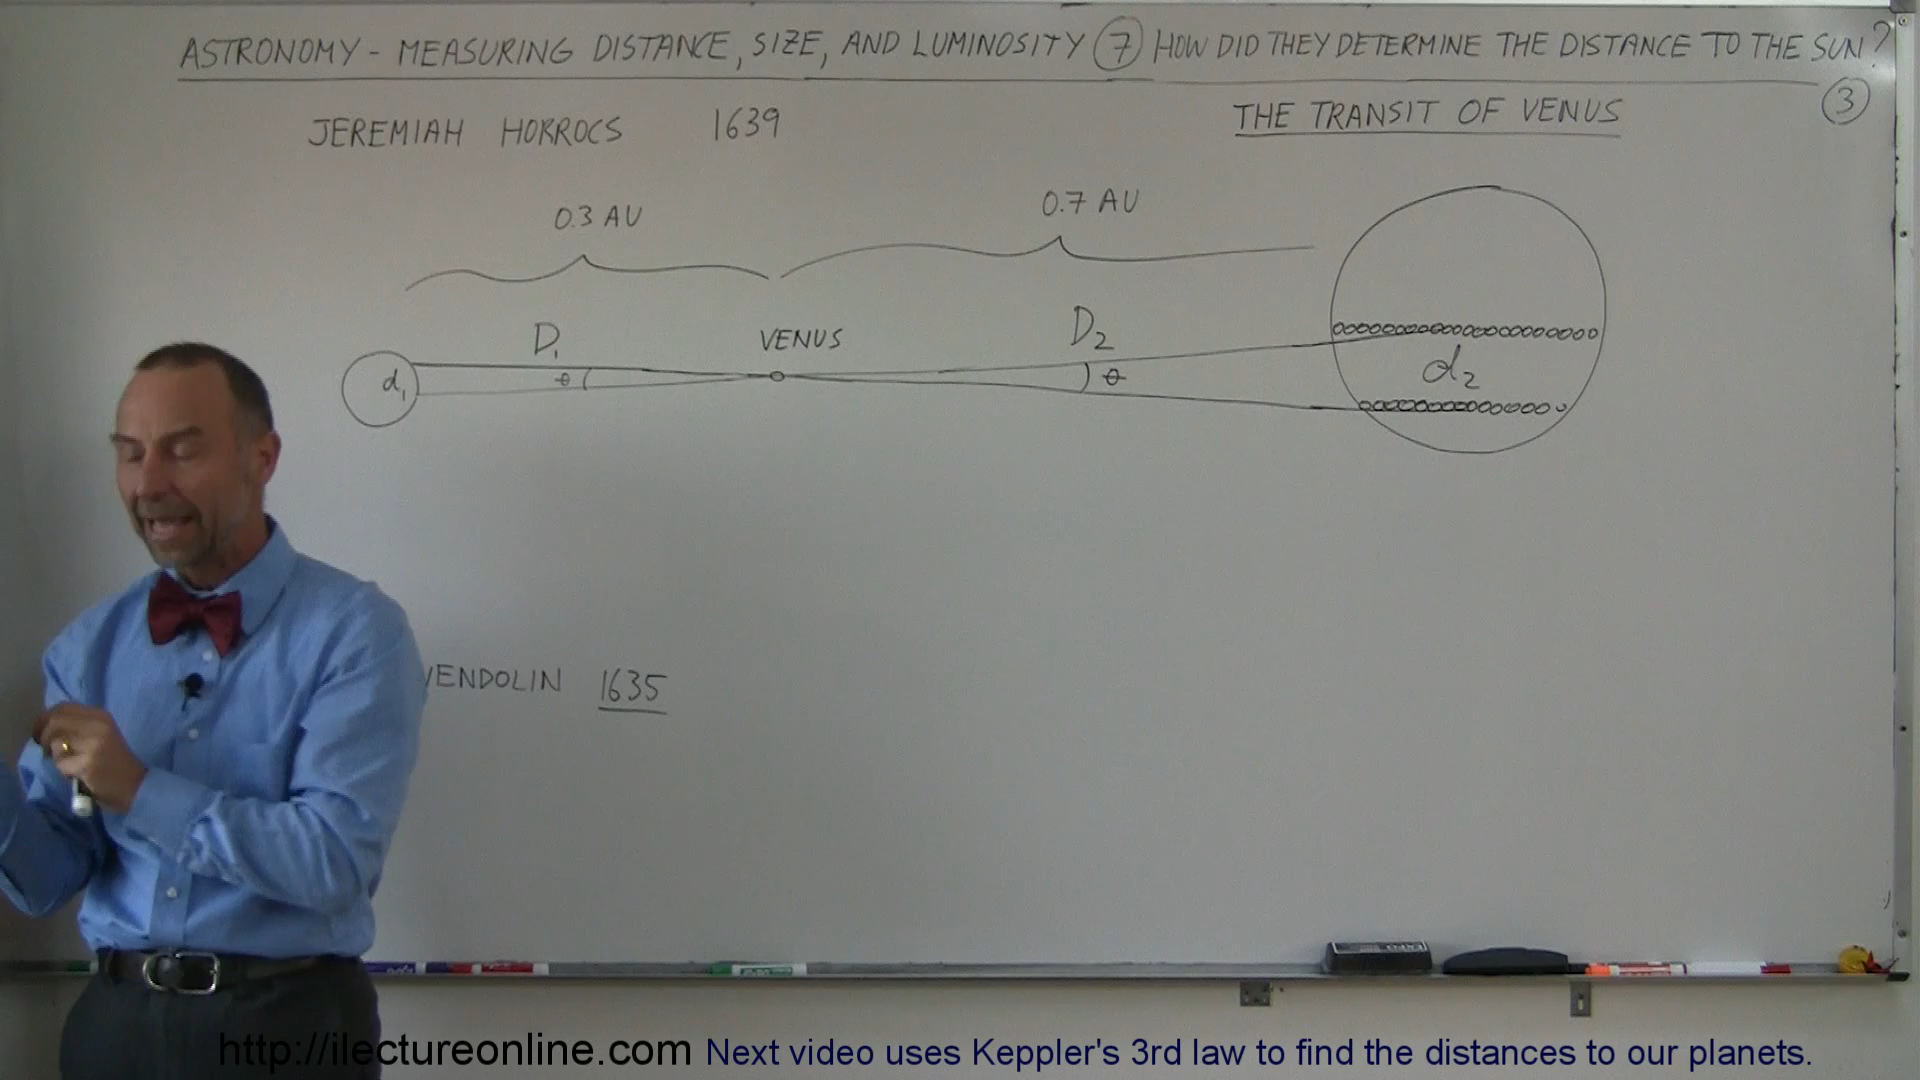 ASTRONOMY - MEASURING DISTANCE, SIZE, AND LUMINOSITY 7 HOW DID THEY DETERMINE THE DISTANCE TO THE SUN?
3
JEREMIAH HORROCS 1639
THE TRANSIT OF VENUS
0.3 AU
0.7 AU
D1
VENUS
D2
d1
θ
θ
d2
VENDOLIN 1635
http://ilectureonline.com Next video uses Keppler's 3rd law to find the distances to our planets.